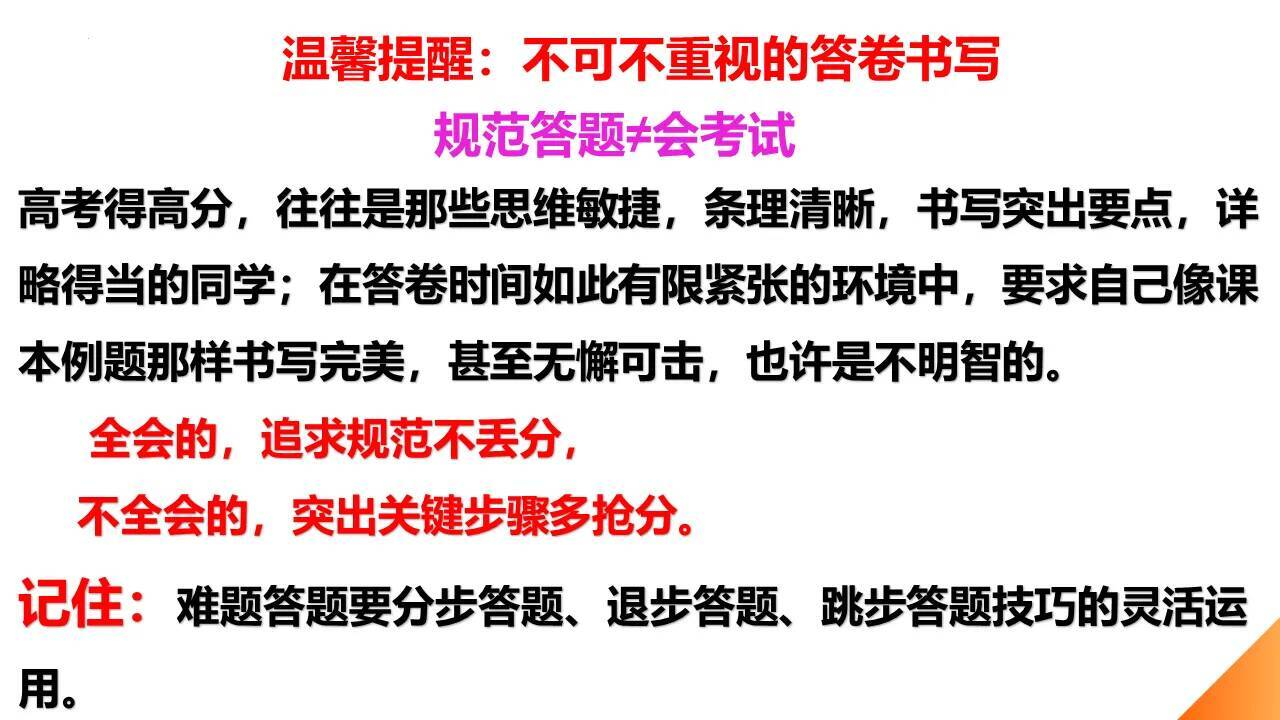 温馨提醒：不可不重视的答卷书写
规范答题≠会考试
高考得高分，往往是那些思维敏捷，条理清晰，书写突出要点，详
略得当的同学；在答卷时间如此有限紧张的环境中，要求自己像课
本例题那样书写完美，甚至无懈可击，也许是不明智的。
全会的，追求规范不丢分，
不全会的，突出关键步骤多抢分。
记住：难题答题要分步答题、退步答题、跳步答题技巧的灵活运
用。